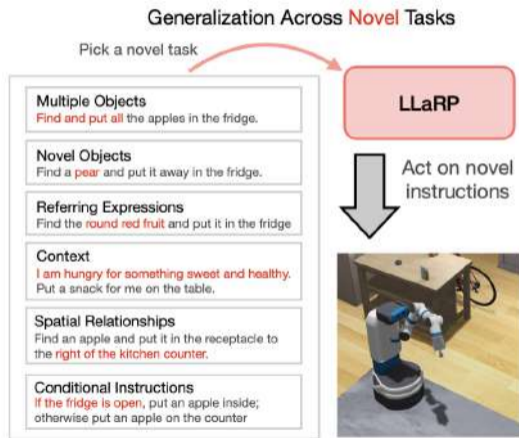 Generalization Across Novel Tasks
Pick a novel task
Multiple Objects
Find and put all the apples in the fridge.
Novel Objects
Find a pear and put it away in the fridge.
Referring Expressions
Find the round red fruit and put it in the fridge
Context
I am hungry for something sweet and healthy.
Put a snack for me on the table.
Spatial Relationships
Find an apple and put it in the receptacle to
the right of the kitchen counter.
Conditional Instructions
If the fridge is open, put an apple inside;
otherwise put an apple on the counter
LLaRP
Act on novel
instructions